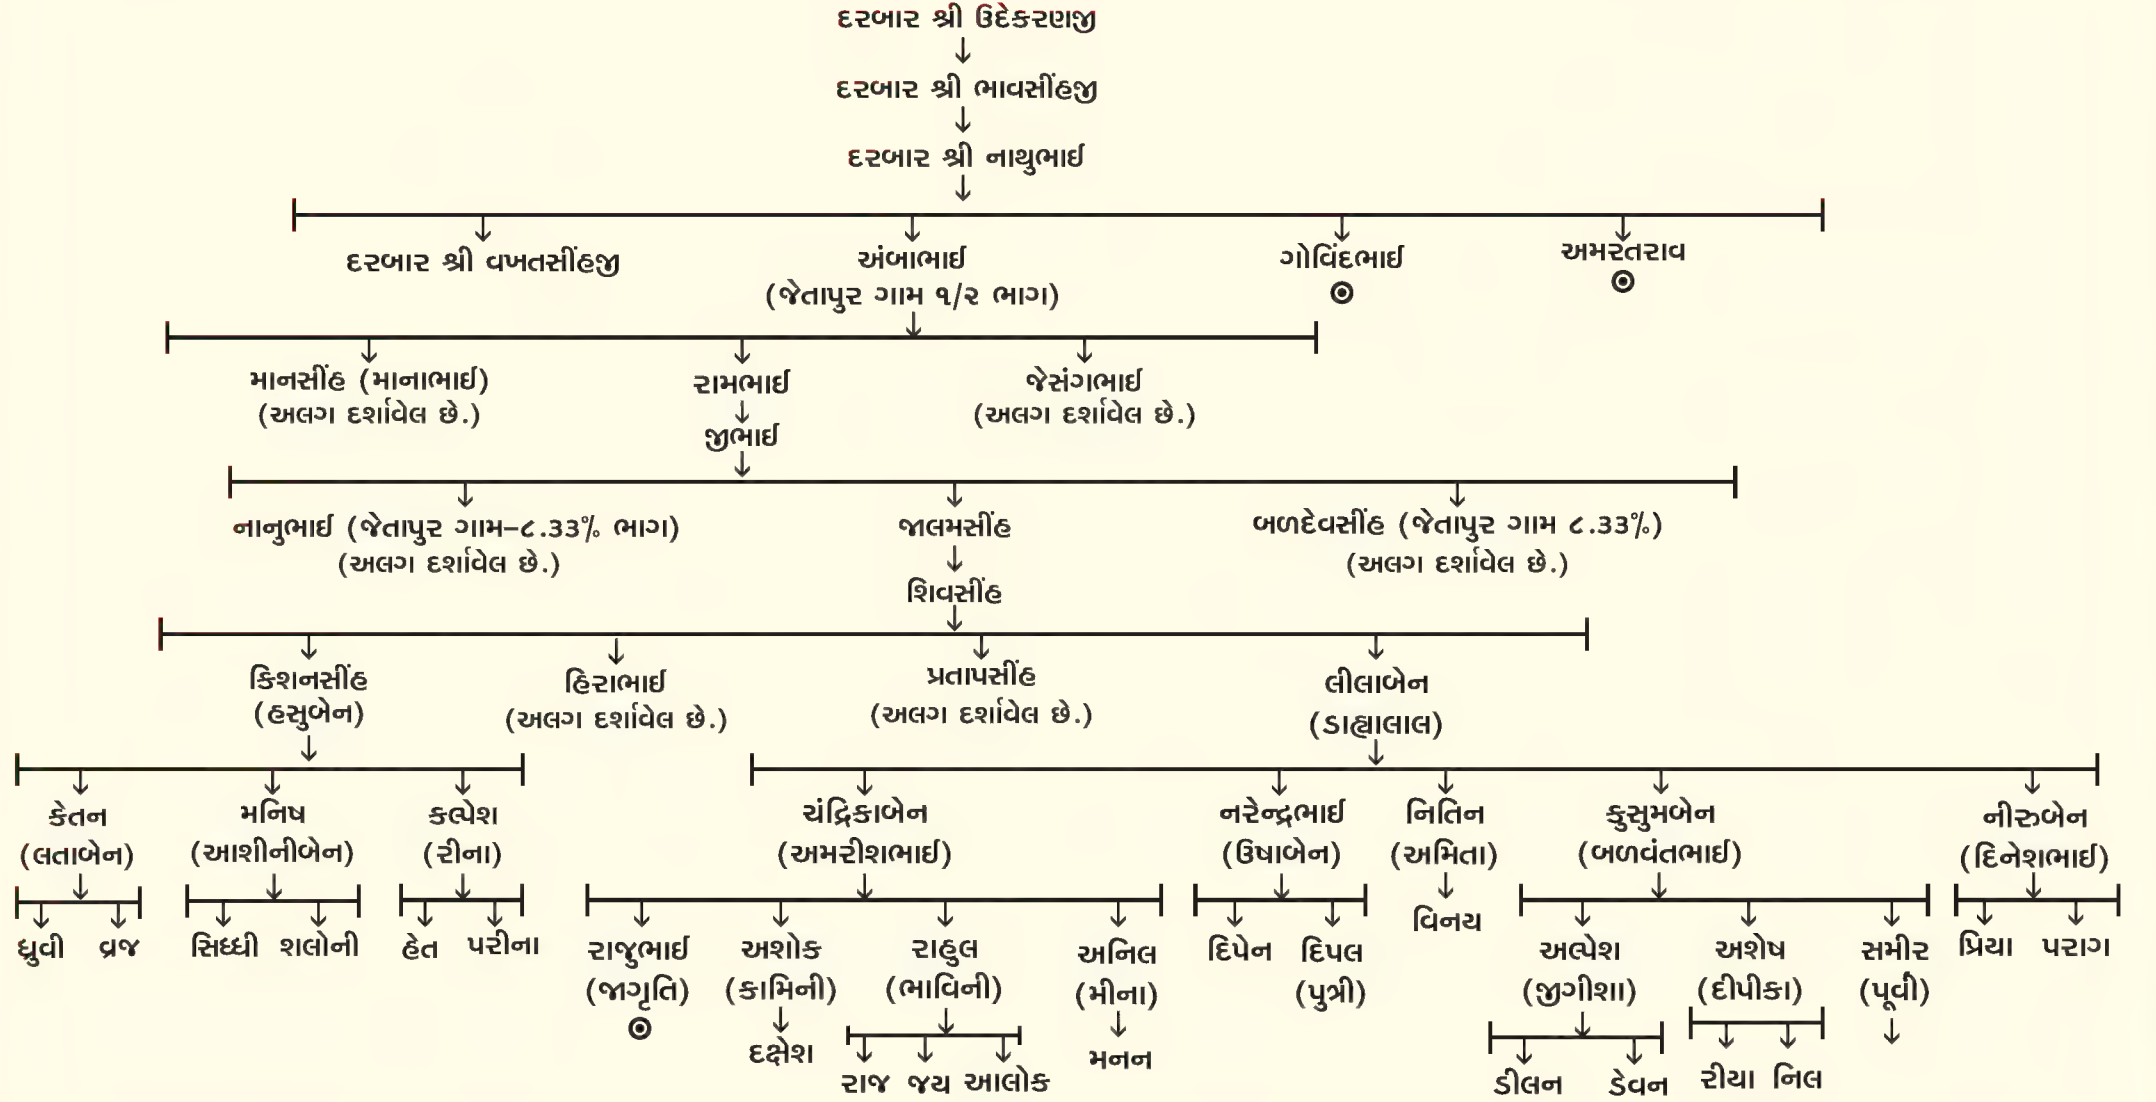 દરબાર શ્રી ઉદેકરણજી
દરબાર શ્રી ભાવસીંહજી
દરબાર શ્રી નાથુભાઈ
દરબાર શ્રી વખતસીંહજી અંબાભાઈ ગોવિંદભાઈ અમરતરાવ
(જેતાપુર ગામ ૧/૨ ભાગ)
માનસીંહ (માનાભાઈ) રામભાઈ જેસંગભાઈ
(અલગ દર્શાવેલ છે.) (અલગ દર્શાવેલ છે.)
જીભાઈ
નાનુભાઈ (જેતાપુર ગામ–૮.33% ભાગ) જાલમસીંહ બળદેવસીંહ (જેતાપુર ગામ ૮.33%)
(અલગ દર્શાવેલ છે.) (અલગ દર્શાવેલ છે.)
શિવસીંહ
કિશનસીંહ હિરાભાઈ પ્રતાપસીંહ લીલાબેન
(હસુબેન) (અલગ દર્શાવેલ છે.) (અલગ દર્શાવેલ છે.) (ડાહ્યાલાલ)
કેતન મનિષ કલ્પેશ ચંદ્રિકાબેન નરેન્દ્રભાઈ નિતિન કુસુમબેન નીરુબેન
(લતાબેન) (આશીનીબેન) (રીના) (અમરીશભાઈ) (ઉષાબેન) (અમિતા) (બળવંતભાઈ) (દિનેશભાઈ)
વિનય
ધ્રુવી વ્રજ સિધ્ધી શલોની હેત પરીના રાજુભાઈ અશોક રાહુલ અનિલ દિપેન દિપલ અલ્પેશ અશેષ સમીર પ્રિયા પરાગ
(જાગૃતિ) (કામિની) (ભાવિની) (મીના) (પુત્રી) (જીગીશા) (દીપીકા) (પૂર્વી)
દક્ષેશ મનન
રાજ જય આલોક ડીલન ડેવન રીયા નિલ